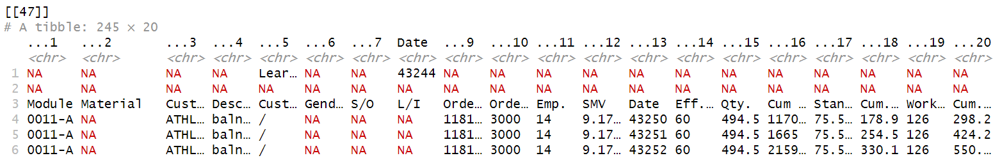 [[47]]
# A tibble: 245 × 20
...1 ...2 ...3 ...4 ...5 ...6 ...7 Date ...9 ...10 ...11 ...12 ...13 ...14 ...15 ...16 ...17 ...18 ...19 ...20
<chr> <chr> <chr> <chr> <chr> <chr> <chr> <chr> <chr> <chr> <chr> <chr> <chr> <chr> <chr> <chr> <chr> <chr> <chr> <chr>
1 NA NA NA NA Lear… NA NA 43244 NA NA NA NA NA NA NA NA NA NA NA NA
2 NA NA NA NA NA NA NA NA NA NA NA NA NA NA NA NA NA NA NA NA
3 Module Material Cust… Desc… Cust… Gend… S/O L/I Orde… Orde… Emp. SMV Date Eff.… Qty. Cum … Stan… Cum.… Work… Cum.…
4 0011-A NA ATHL… baln… / NA NA NA 1181… 3000 14 9.17… 43250 60 494.5 1170… 75.5… 178.9 126 298.2
5 0011-A NA ATHL… baln… / NA NA NA 1181… 3000 14 9.17… 43251 60 494.5 1665 75.5… 254.5 126 424.2
6 0011-A NA ATHL… baln… / NA NA NA 1181… 3000 14 9.17… 43252 60 494.5 2159… 75.5… 330.1 126 550.…